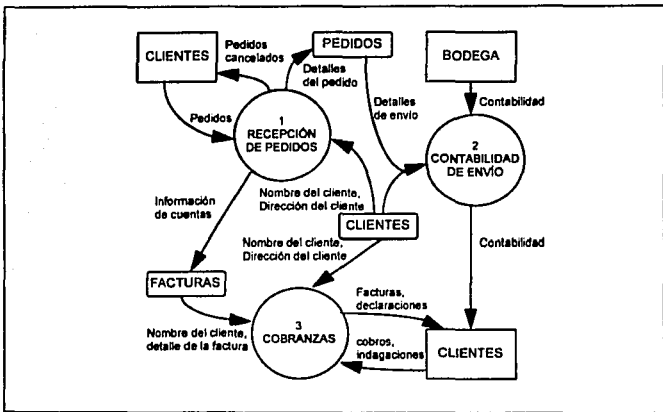 CLIENTES
Pedidos
cancelados
PEDIDOS
BODEGA
Detalles
del pedido
Detalles
de envío
Contabilidad
Pedidos
1
RECEPCIÓN
DE PEDIDOS
2
CONTABILIDAD
DE ENVÍO
Información
de cuentas
Nombre del cliente,
Dirección del cliente
CLIENTES
Nombre del cliente,
Dirección del cliente
Contabilidad
FACTURAS
Facturas,
declaraciones
3
COBRANZAS
Nombre del cliente,
detalle de la factura
cobros,
indagaciones
CLIENTES